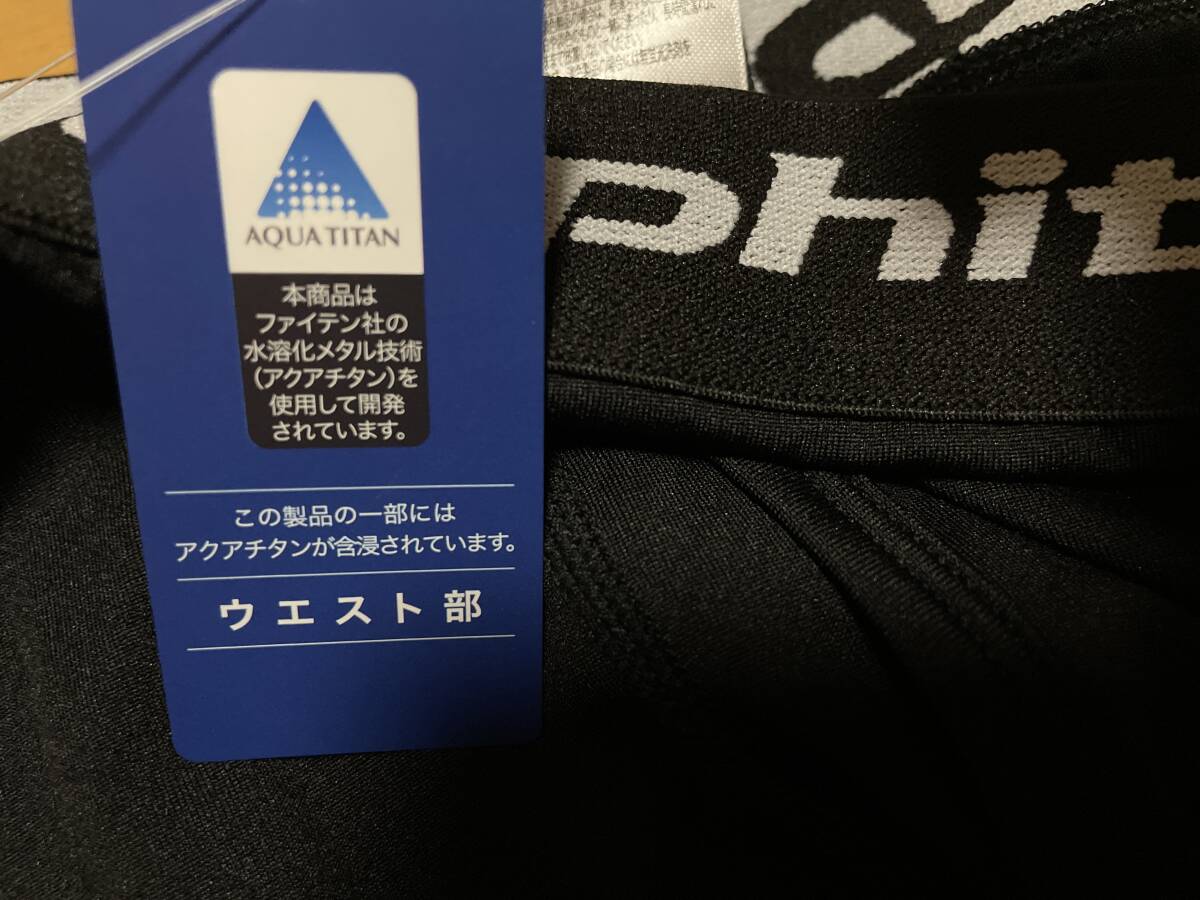 AQUA TITAN
本商品は
ファイテン社の
水溶化メタル技術
(アクアチタン)を
使用して開発
されています。
この製品の一部には
アクアチタンが含浸されています。
ウエスト部
phit